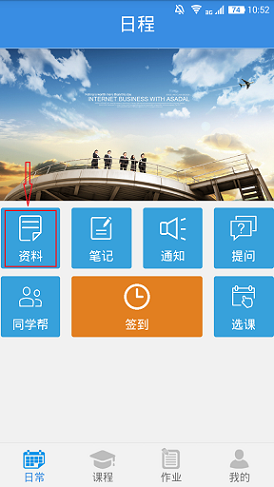 8G 74 10:52
日程
INTERNET BUSINESS WITH ASADAL
资料
笔记
通知
提问
同学帮
签到
选课
日常
课程
作业
我的